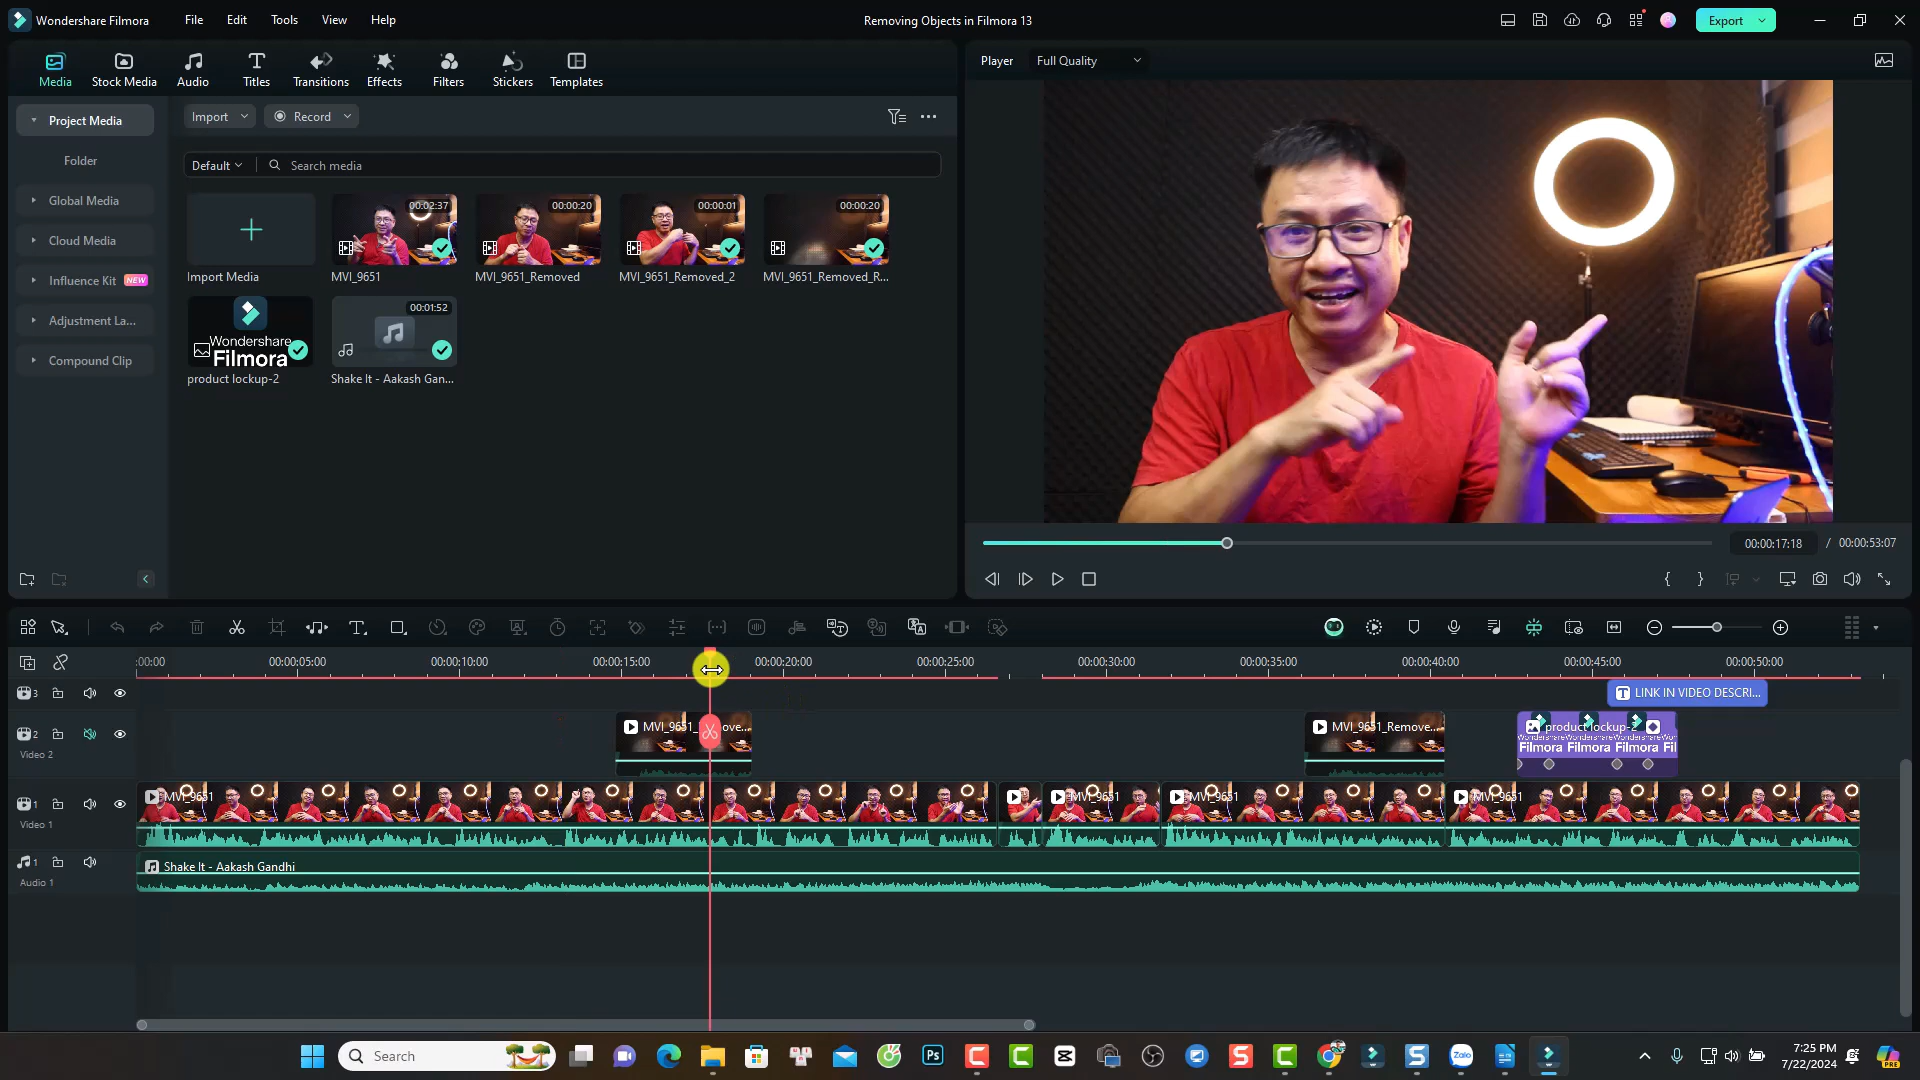 Wondershare Filmora
File
Edit
Tools
View
Help
Removing Objects in Filmora 13
Export
Media
Stock Media
Audio
Titles
Transitions
Effects
Filters
Stickers
Templates
Player
Full Quality
Project Media
Folder
Global Media
Cloud Media
Influence Kit NEW
Adjustment La...
Compound Clip
Import
Record
Default
Search media
Import Media
00:02:37
MVI_9651
00:00:20
MVI_9651_Removed
00:00:01
MVI_9651_Removed_2
00:00:20
MVI_9651_Removed_R...
Wondershare
Filmora
product lockup-2
00:01:52
Shake It - Aakash Gan...
00:00:17:18 / 00:00:53:07
:00:00
00:00:05:00
00:00:10:00
00:00:15:00
00:00:20:00
00:00:25:00
00:00:30:00
00:00:35:00
00:00:40:00
00:00:45:00
00:00:50:00
3
LINK IN VIDEO DESCRI...
2
Video 2
MVI_9651_Remove...
product lockup-2
Filmora Filmora Filmora Fil
1
Video 1
MVI_9651
MVI_9651
MVI_9651
MVI_9651
1
Audio 1
Shake It - Aakash Gandhi
Search
Ps
Zalo
7:25 PM
7/22/2024
PRE